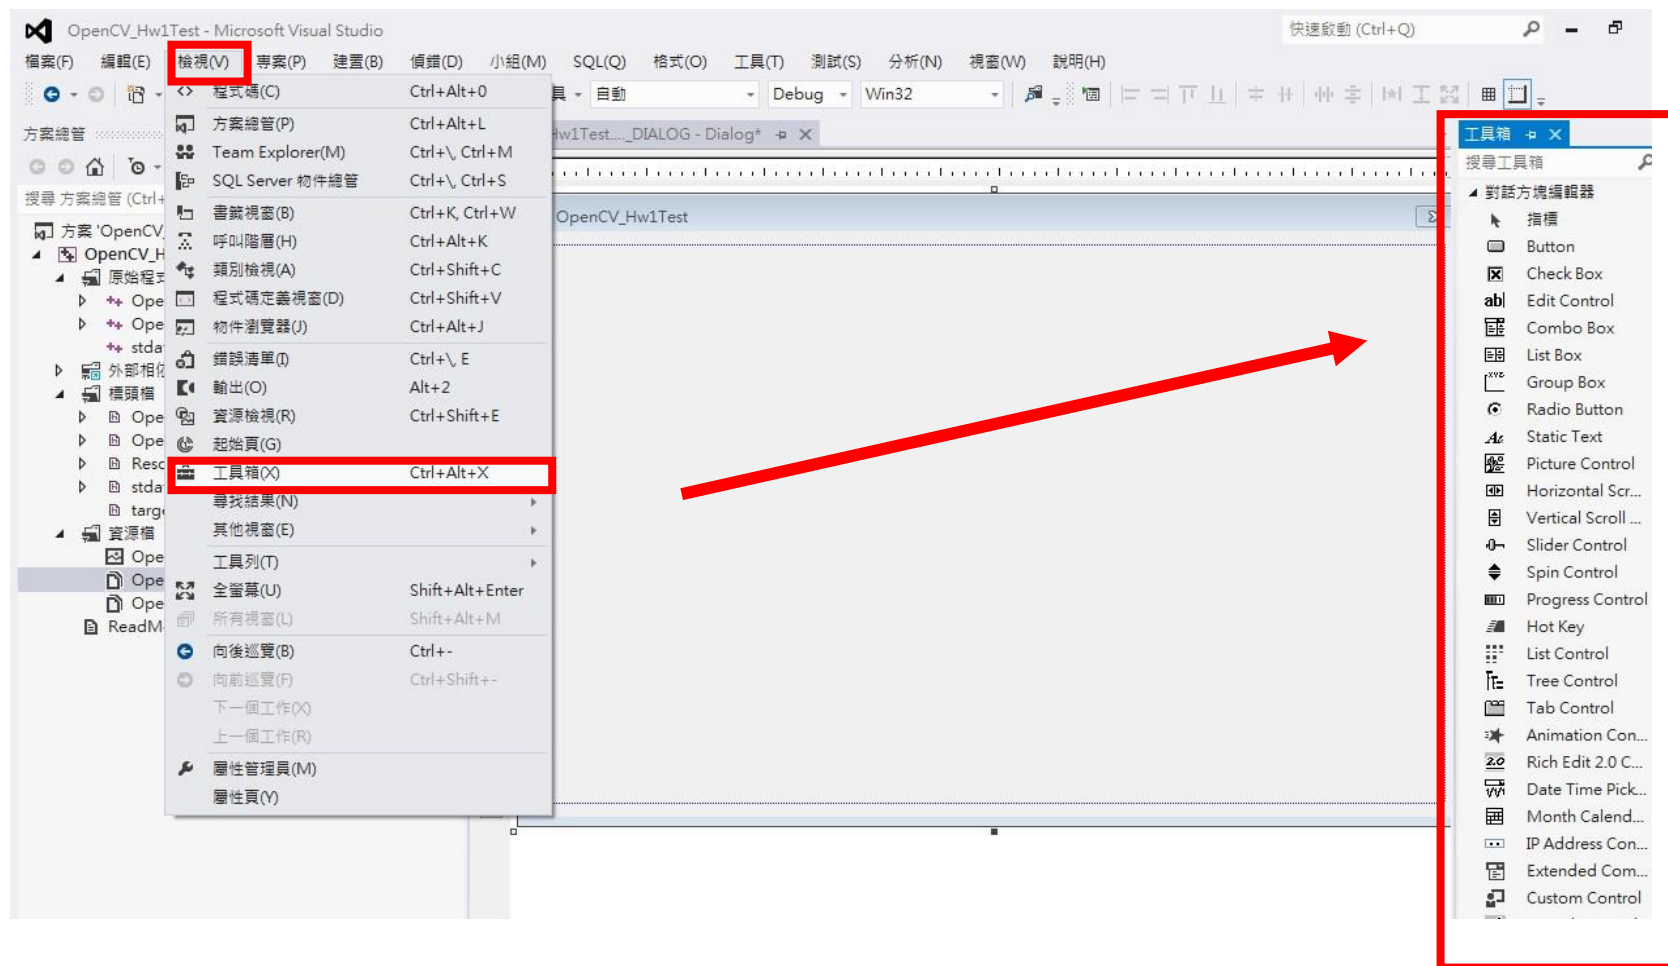 OpenCV_Hw1Test - Microsoft Visual Studio
快速啟動 (Ctrl+Q)
檔案(F) 編輯(E) 檢視(V) 專案(P) 建置(B) 偵錯(D) 小組(M) SQL(Q) 格式(O) 工具(T) 測試(S) 分析(N) 視窗(W) 說明(H)
具 自動 Debug Win32
方案總管
搜尋 方案總管 (Ctrl+
方案 'OpenCV_
OpenCV_H
原始程式
Ope
Ope
stda
外部相依
標頭檔
Ope
Ope
Resc
stda
targ
資源檔
Ope
Ope
Ope
ReadM
程式碼(C) Ctrl+Alt+0
方案總管(P) Ctrl+Alt+L
Team Explorer(M) Ctrl+\, Ctrl+M
SQL Server 物件總管 Ctrl+\, Ctrl+S
書籤視窗(B) Ctrl+K, Ctrl+W
呼叫階層(H) Ctrl+Alt+K
類別檢視(A) Ctrl+Shift+C
程式碼定義視窗(D) Ctrl+Shift+V
物件瀏覽器(J) Ctrl+Alt+J
錯誤清單(I) Ctrl+\, E
輸出(O) Alt+2
資源檢視(R) Ctrl+Shift+E
起始頁(G)
工具箱(X) Ctrl+Alt+X
尋找結果(N)
其他視窗(E)
工具列(T)
全螢幕(U) Shift+Alt+Enter
所有視窗(L) Shift+Alt+M
向後巡覽(B) Ctrl+-
向前巡覽(F) Ctrl+Shift+-
下一個工作(X)
上一個工作(R)
屬性管理員(M)
屬性頁(Y)
Hw1Test...._DIALOG - Dialog*
OpenCV_Hw1Test
工具箱
搜尋工具箱
對話方塊編輯器
指標
Button
Check Box
Edit Control
Combo Box
List Box
Group Box
Radio Button
Static Text
Picture Control
Horizontal Scr...
Vertical Scroll ...
Slider Control
Spin Control
Progress Control
Hot Key
List Control
Tree Control
Tab Control
Animation Con...
Rich Edit 2.0 C...
Date Time Pick...
Month Calend...
IP Address Con...
Extended Com...
Custom Control